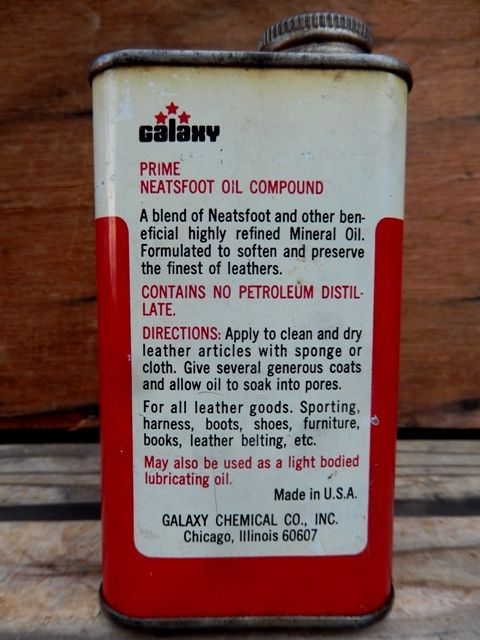 Galaxy
PRIME
NEATSFOOT OIL COMPOUND
A blend of Neatsfoot and other ben-
eficial highly refined Mineral Oil.
Formulated to soften and preserve
the finest of leathers.
CONTAINS NO PETROLEUM DISTIL-
LATE.
DIRECTIONS: Apply to clean and dry
leather articles with sponge or
cloth. Give several generous coats
and allow oil to soak into pores.
For all leather goods. Sporting,
harness, boots, shoes, furniture,
books, leather belting, etc.
May also be used as a light bodied
lubricating oil.
Made in U.S.A.
GALAXY CHEMICAL CO., INC.
Chicago, Illinois 60607